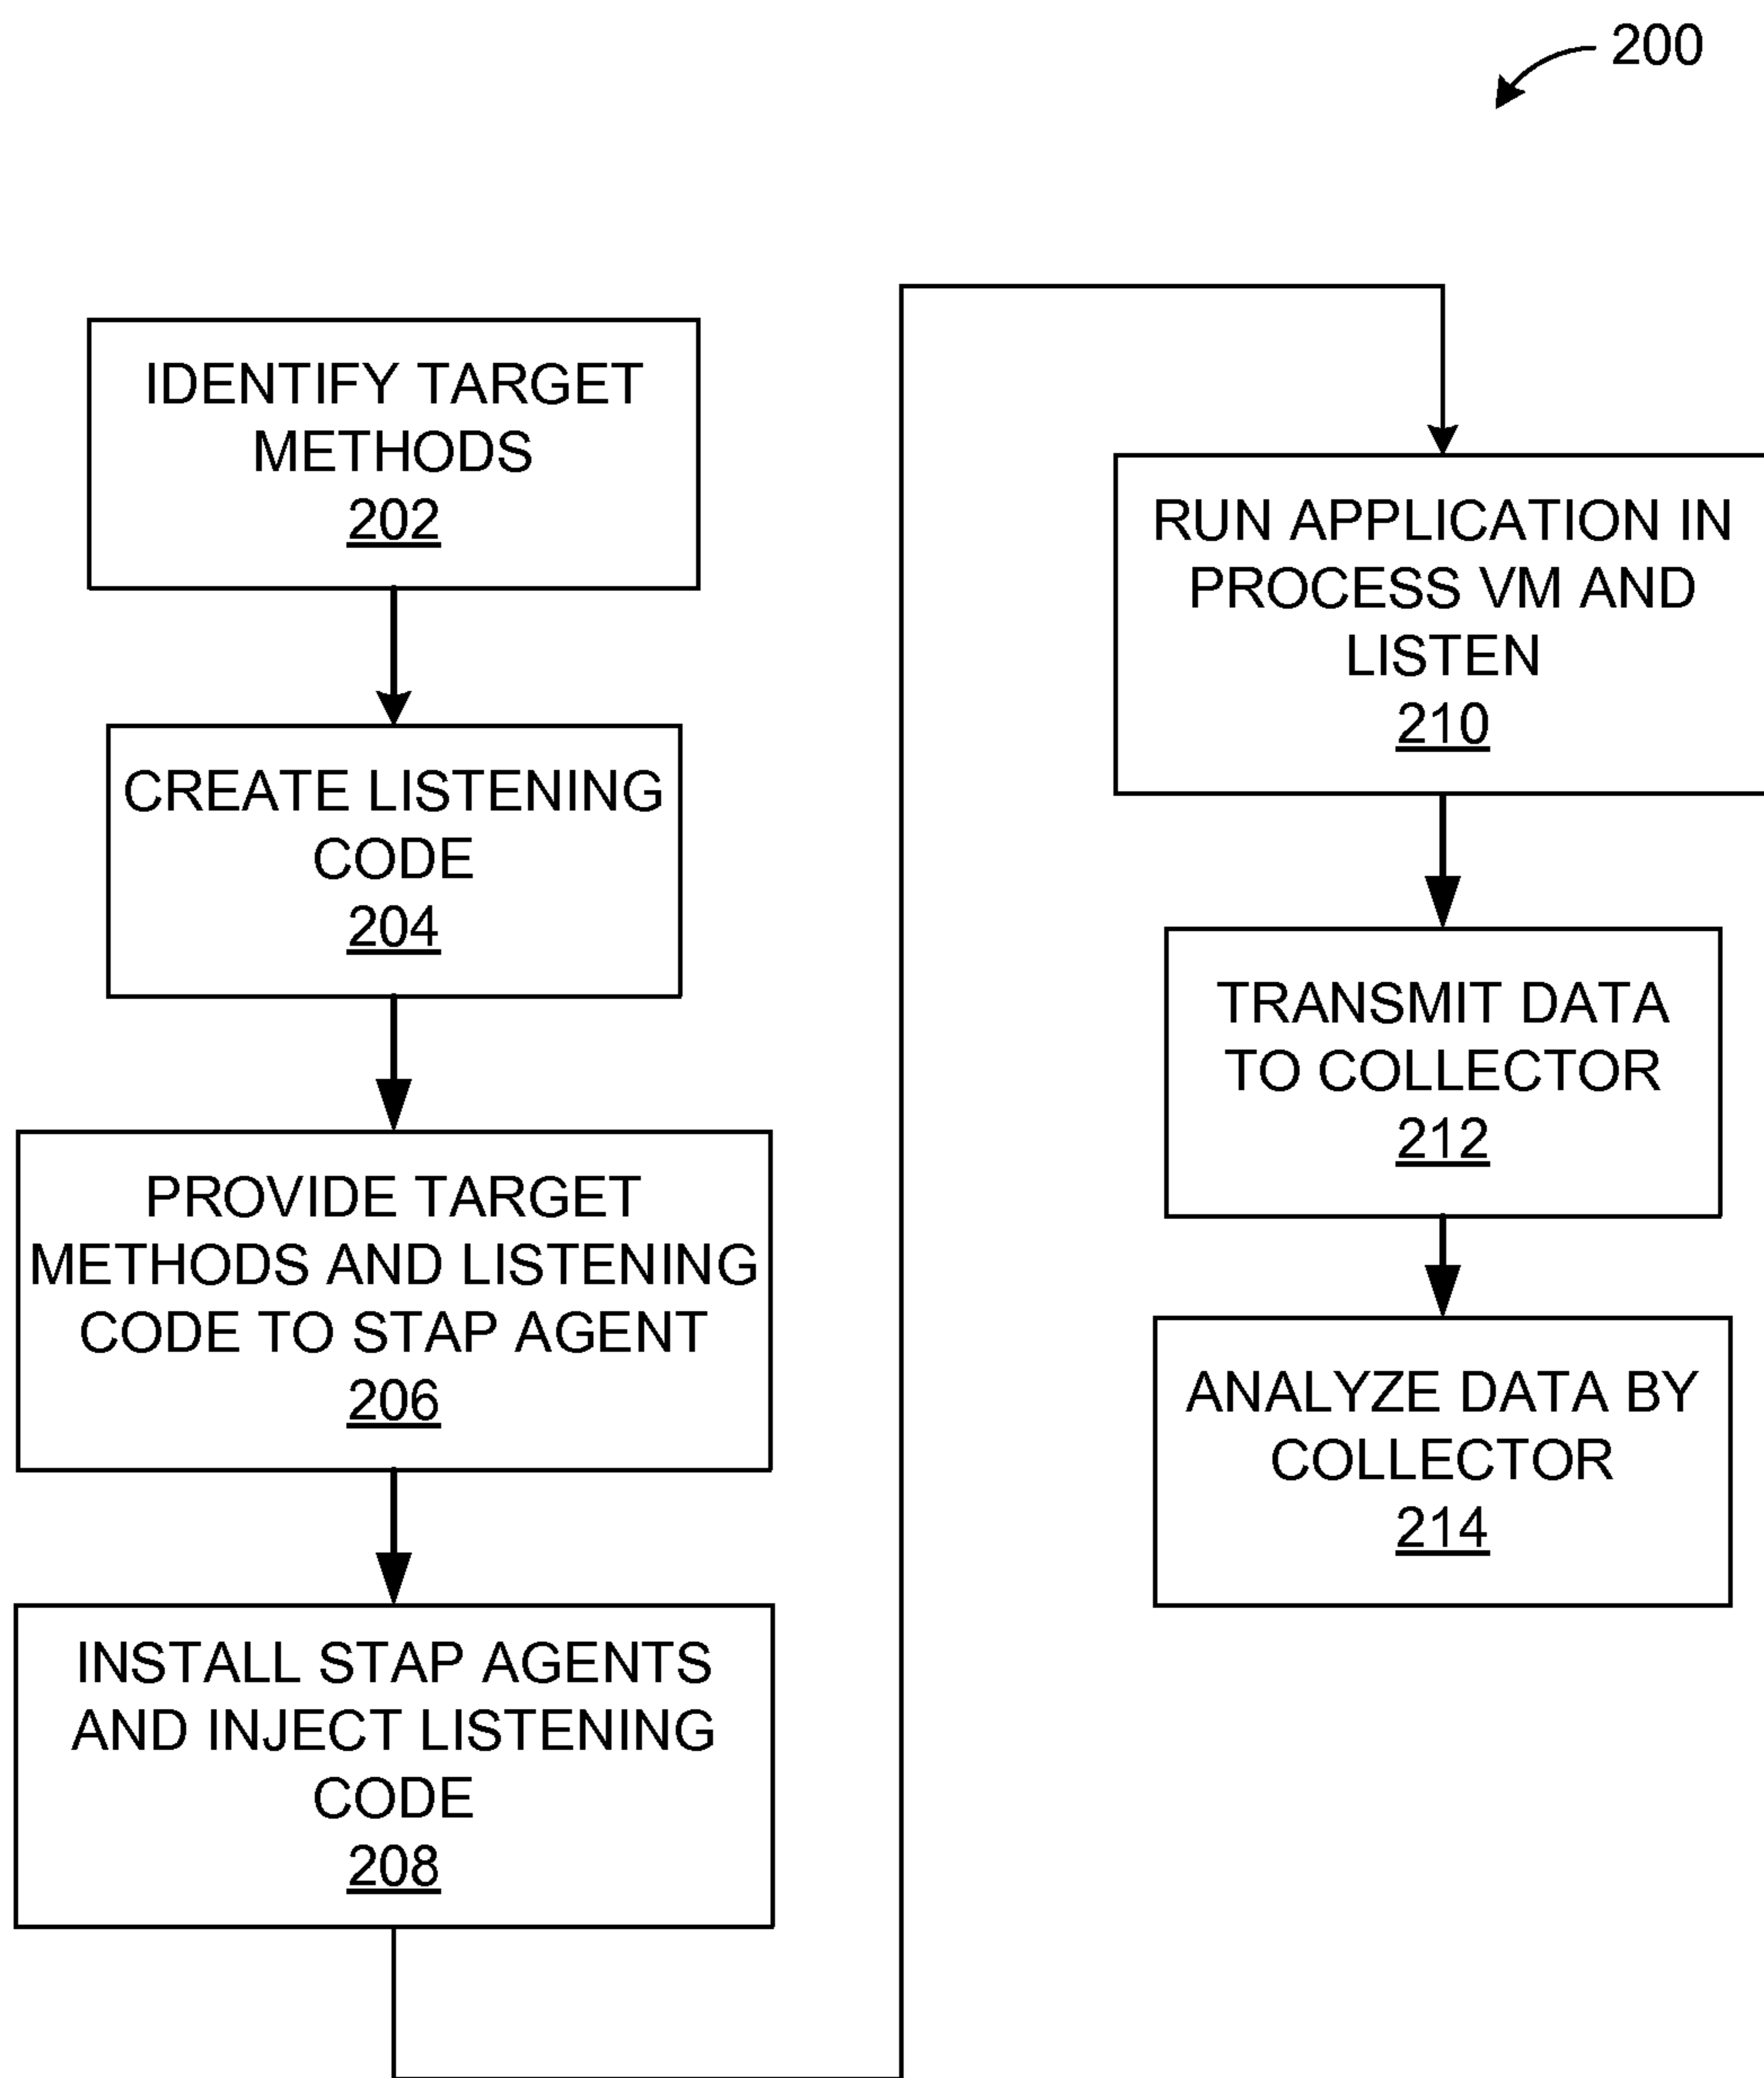 200
IDENTIFY TARGET
METHODS
202
CREATE LISTENING
CODE
204
PROVIDE TARGET
METHODS AND LISTENING
CODE TO STAP AGENT
206
INSTALL STAP AGENTS
AND INJECT LISTENING
CODE
208
RUN APPLICATION IN
PROCESS VM AND
LISTEN
210
TRANSMIT DATA
TO COLLECTOR
212
ANALYZE DATA BY
COLLECTOR
214